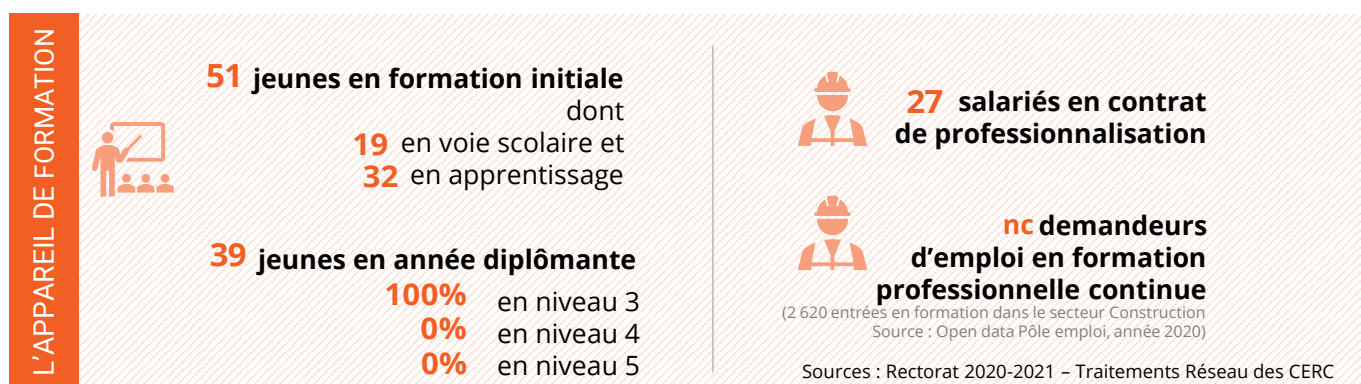 L'APPAREIL DE FORMATION
51 jeunes en formation initiale
dont
19 en voie scolaire et
32 en apprentissage
39 jeunes en année diplômante
100% en niveau 3
0% en niveau 4
0% en niveau 5
27 salariés en contrat
de professionnalisation
nc demandeurs
d’emploi en formation
professionnelle continue
(2 620 entrées en formation dans le secteur Construction
Source : Open data Pôle emploi, année 2020)
Sources : Rectorat 2020-2021 – Traitements Réseau des CERC